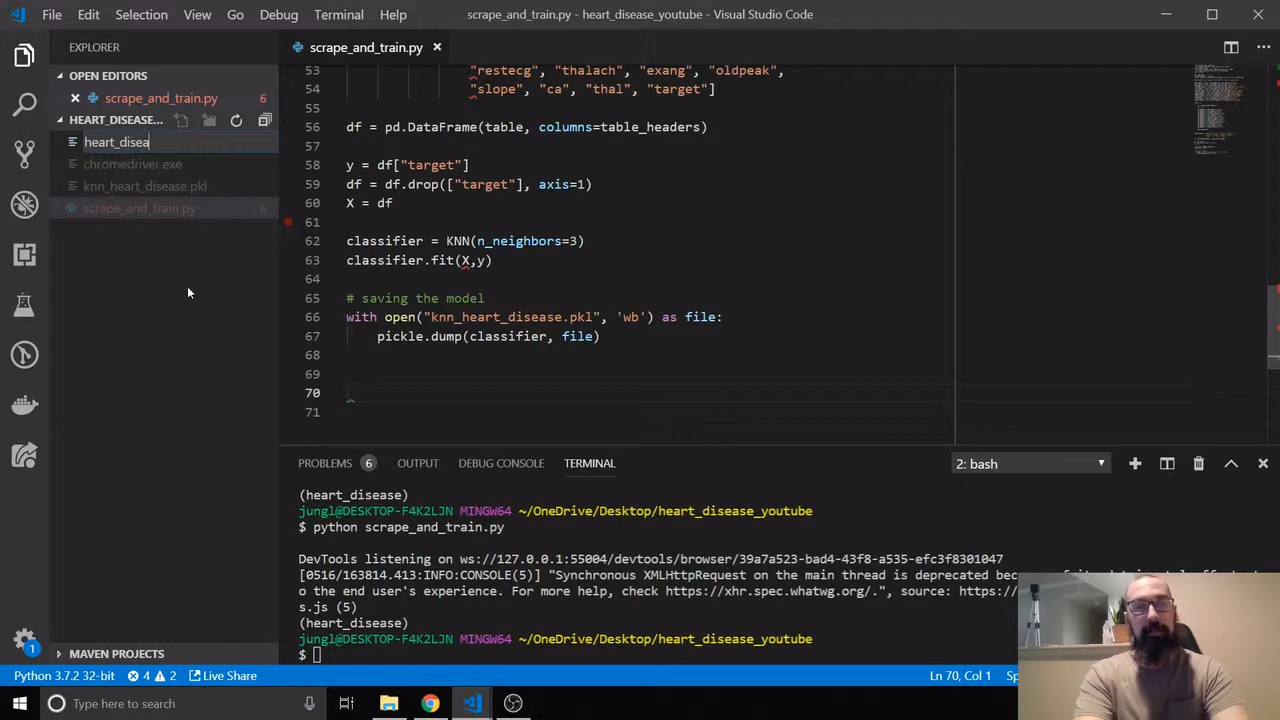 File Edit Selection View Go Debug Terminal Help scrape_and_train.py - heart_disease_youtube - Visual Studio Code
EXPLORER
OPEN EDITORS
scrape_and_train.py 6
HEART_DISEASE...
heart_disea
chromedriver.exe
knn_heart_disease.pkl
scrape_and_train.py 6
MAVEN PROJECTS
scrape_and_train.py
53 "restecg", "thalach", "exang", "oldpeak",
54 "slope", "ca", "thal", "target"]
55
56 df = pd.DataFrame(table, columns=table_headers)
57
58 y = df["target"]
59 df = df.drop(["target"], axis=1)
60 X = df
61
62 classifier = KNN(n_neighbors=3)
63 classifier.fit(X,y)
64
65 # saving the model
66 with open("knn_heart_disease.pkl", 'wb') as file:
67 pickle.dump(classifier, file)
68
69
70
71
PROBLEMS 6 OUTPUT DEBUG CONSOLE TERMINAL 2: bash
(heart_disease)
jungl@DESKTOP-F4K2LJN MINGW64 ~/OneDrive/Desktop/heart_disease_youtube
$ python scrape_and_train.py
DevTools listening on ws://127.0.0.1:55004/devtools/browser/39a7a523-bad4-43f8-a535-efc3f8301047
[0516/163814.413:INFO:CONSOLE(5)] "Synchronous XMLHttpRequest on the main thread is deprecated
o the end user's experience. For more help, check https://xhr.spec.whatwg.org/.", source: https://
s.js (5)
(heart_disease)
jungl@DESKTOP-F4K2LJN MINGW64 ~/OneDrive/Desktop/heart_disease_youtube
$
1
Python 3.7.2 32-bit 4 2 Live Share Ln 70, Col 1
Type here to search